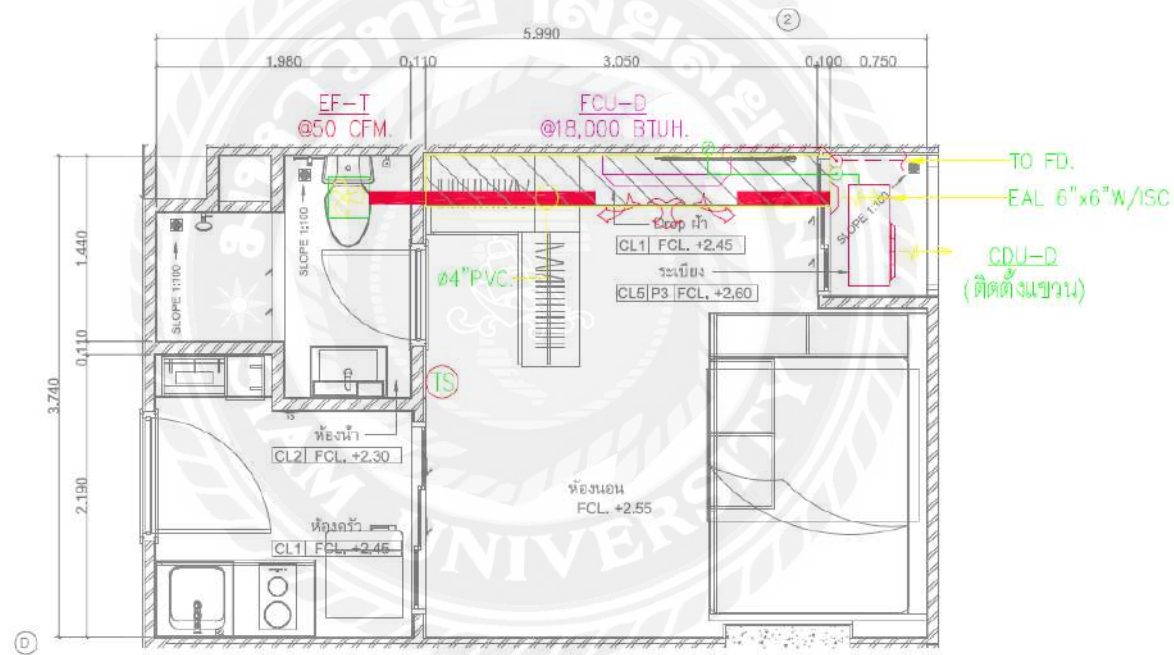 2
5.990
1.980
0.110
3.050
0.100
0.750
EF-T
@50 CFM.
FCU-D
@18,000 BTUH.
TO FD.
EAL 6"x6"W/ISC
CDU-D
(ติดตั้งแขวน)
SLOPE 1:100
SLOPE 1:100
SLOPE 1:100
Drop ฝ้า
CL1 FCL. +2.45
ระเบียง
CL5 P3 FCL. +2.60
ø4"PVC.
TS
1.440
0.110
3.740
2.190
ห้องน้ำ
CL2 FCL. +2.30
ห้องครัว
CL1 FCL. +2.45
ห้องนอน
FCL. +2.55
D
SIAM UNIVERSITY